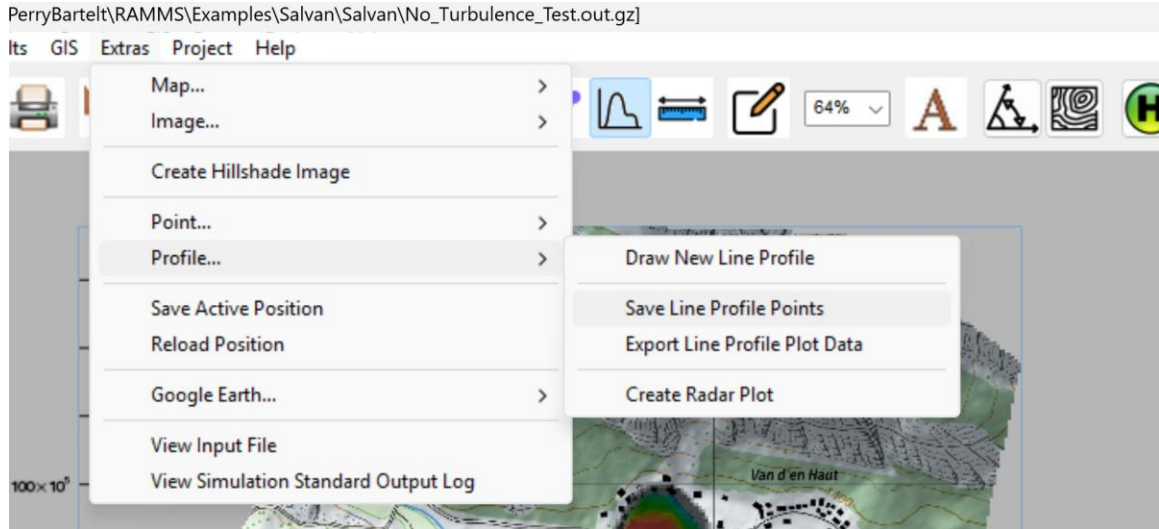 PerryBartelt\RAMMS\Examples\Salvan\Salvan\No_Turbulence_Test.out.gz]
lts GIS Extras Project Help
64% A H
Map...
Image...
Create Hillshade Image
Point...
Profile...
Draw New Line Profile
Save Active Position
Save Line Profile Points
Reload Position
Export Line Profile Plot Data
Google Earth...
Create Radar Plot
View Input File
View Simulation Standard Output Log
100×10⁵
Van d'en Haut